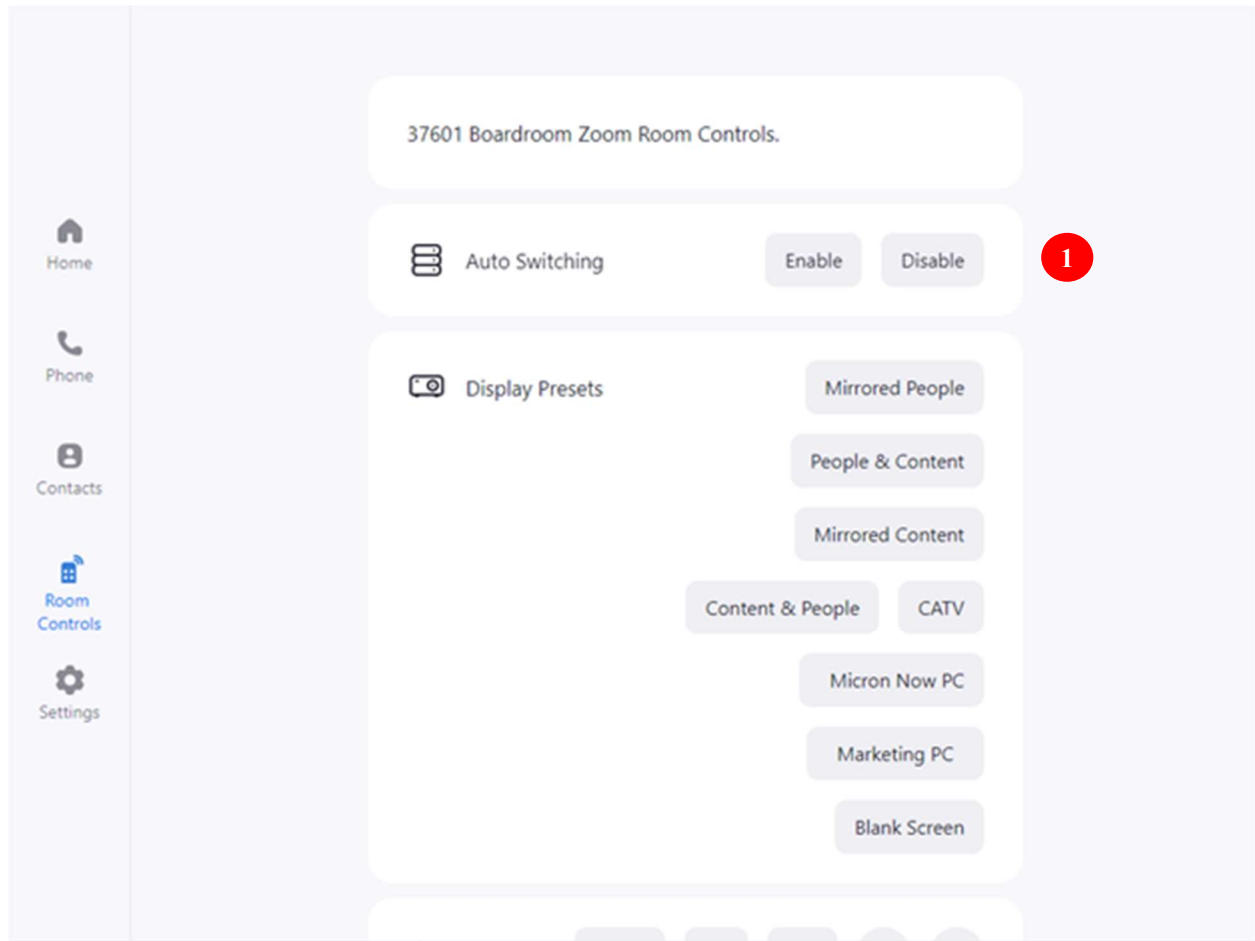 37601 Boardroom Zoom Room Controls.
Home
Auto Switching
Enable
Disable
1
Phone
Display Presets
Mirrored People
People & Content
Contacts
Mirrored Content
Room
Controls
Content & People
CATV
Micron Now PC
Settings
Marketing PC
Blank Screen